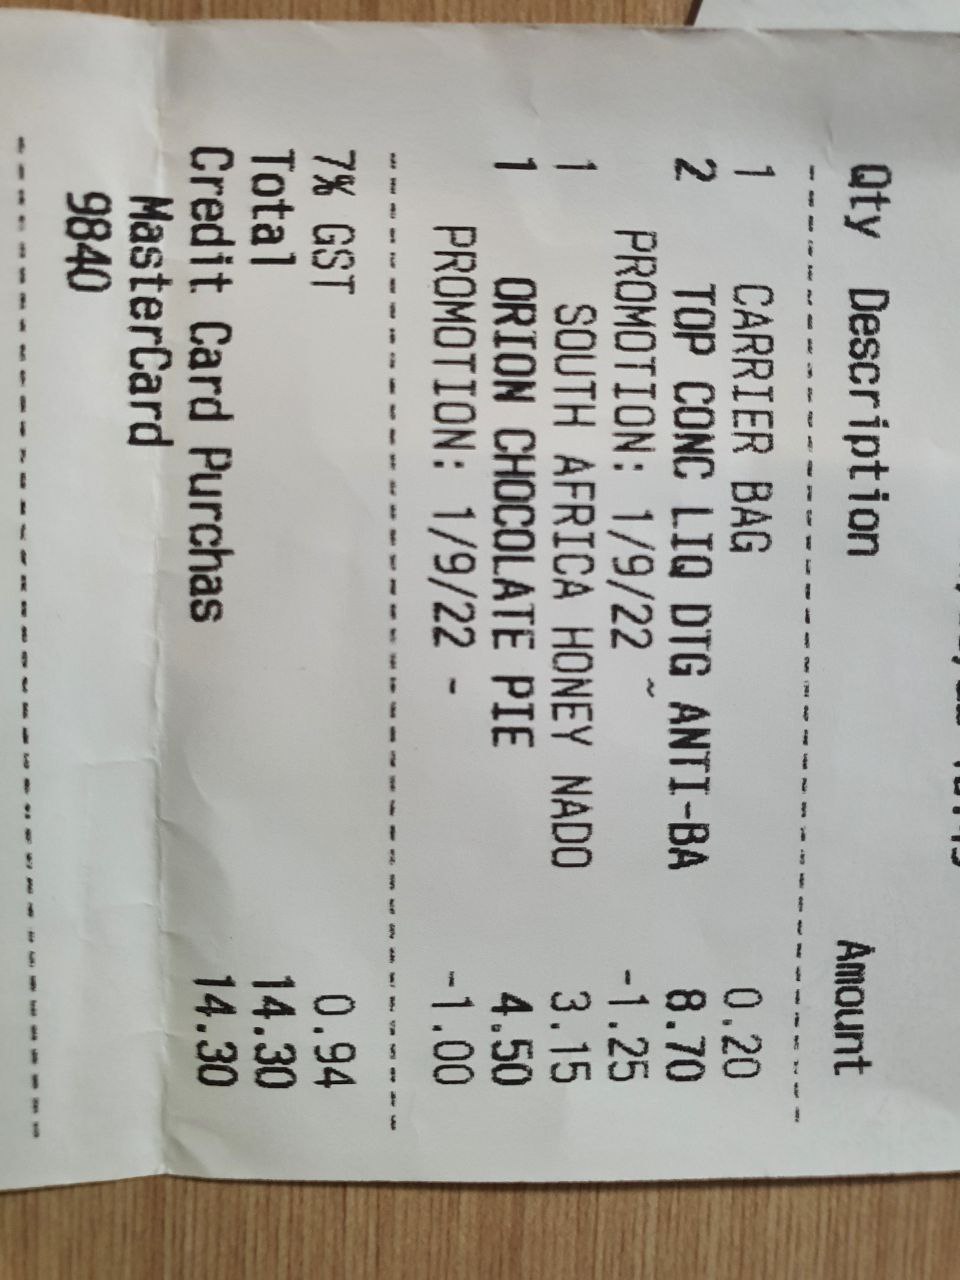 Qty Description Amount
1 CARRIER BAG 0.20
2 TOP CONC LIQ DTG ANTI-BA 8.70
PROMOTION: 1/9/22 ~ -1.25
1 SOUTH AFRICA HONEY NADO 3.15
1 ORION CHOCOLATE PIE 4.50
PROMOTION: 1/9/22 - -1.00
7% GST 0.94
Total 14.30
Credit Card Purchas 14.30
MasterCard
9840